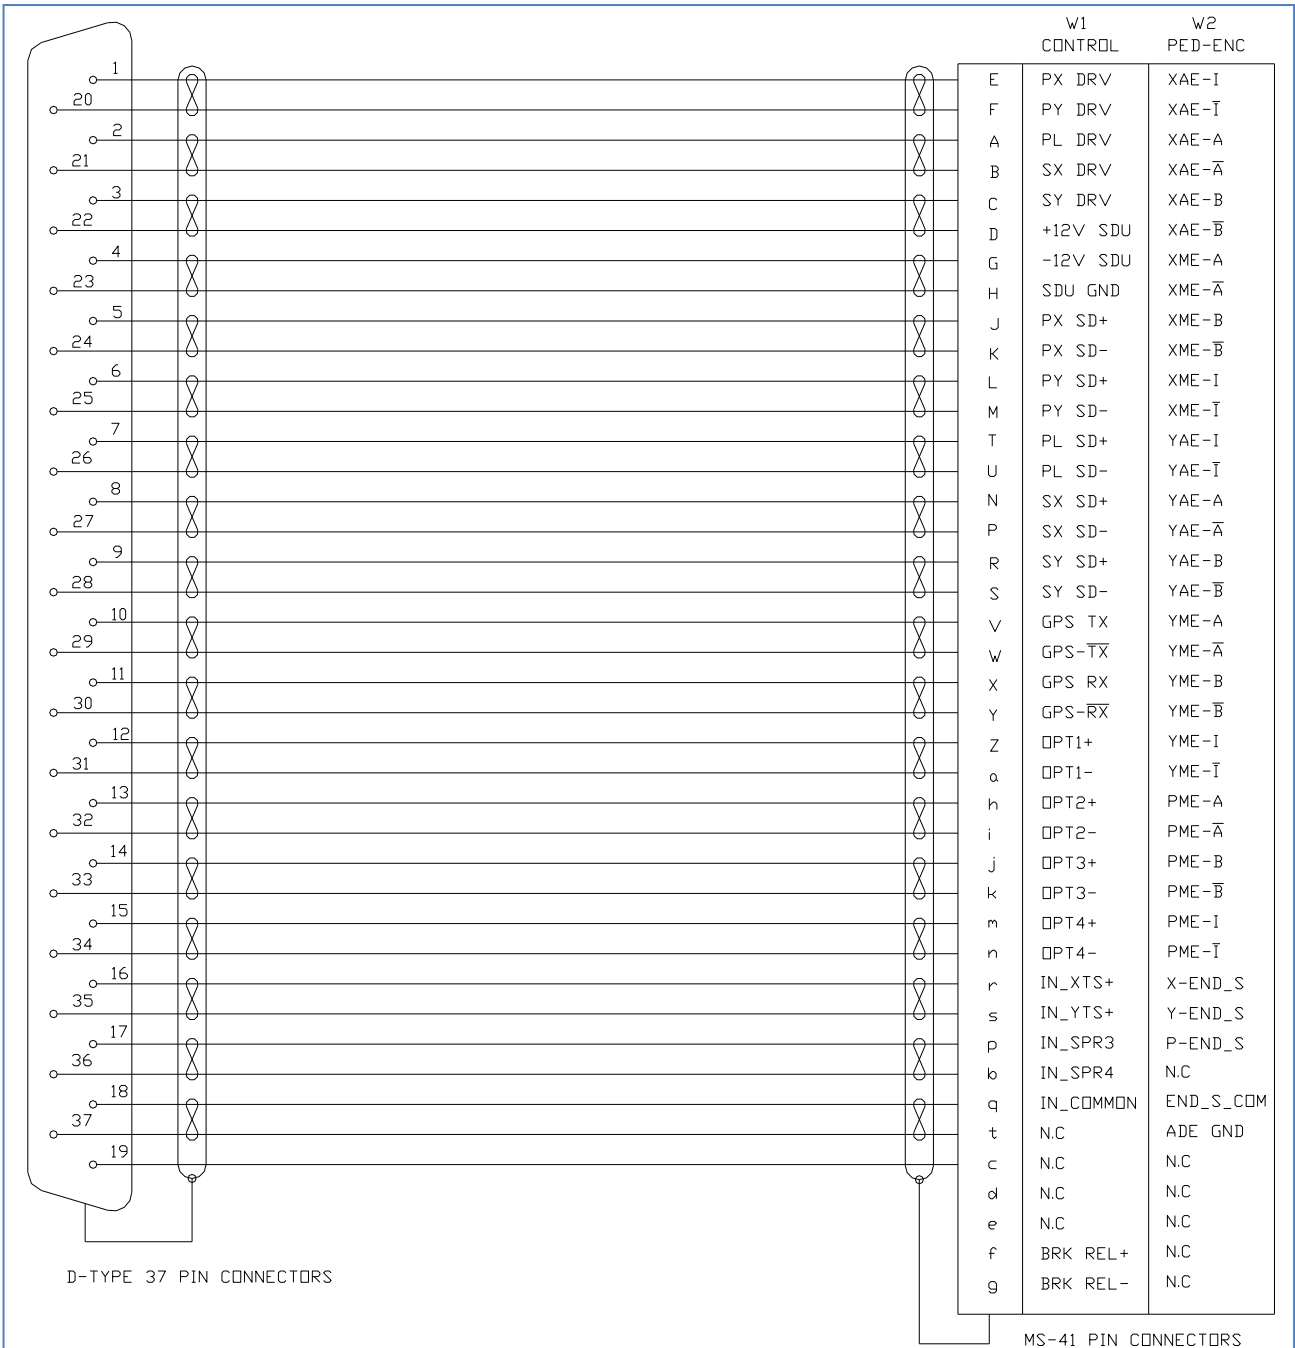 W1 W2
CONTROL PED-ENC
1 E PX DRV XAE-I
20 F PY DRV XAE-I̅
2 A PL DRV XAE-A
21 B SX DRV XAE-A̅
3 C SY DRV XAE-B
22 D +12V SDU XAE-B̅
4 G -12V SDU XME-A
23 H SDU GND XME-A̅
5 J PX SD+ XME-B
24 K PX SD- XME-B̅
6 L PY SD+ XME-I
25 M PY SD- XME-I̅
7 T PL SD+ YAE-I
26 U PL SD- YAE-I̅
8 N SX SD+ YAE-A
27 P SX SD- YAE-A̅
9 R SY SD+ YAE-B
28 S SY SD- YAE-B̅
10 V GPS TX YME-A
29 W GPS-T̅X̅ YME-A̅
11 X GPS RX YME-B
30 Y GPS-R̅X̅ YME-B̅
12 Z OPT1+ YME-I
31 a OPT1- YME-I̅
13 h OPT2+ PME-A
32 i OPT2- PME-A̅
14 j OPT3+ PME-B
33 k OPT3- PME-B̅
15 m OPT4+ PME-I
34 n OPT4- PME-I̅
16 r IN_XTS+ X-END_S
35 s IN_YTS+ Y-END_S
17 p IN_SPR3 P-END_S
36 b IN_SPR4 N.C
18 q IN_COMMON END_S_COM
37 t N.C ADE GND
19 c N.C N.C
d N.C N.C
e N.C N.C
f BRK REL+ N.C
g BRK REL- N.C
D-TYPE 37 PIN CONNECTORS
MS-41 PIN CONNECTORS